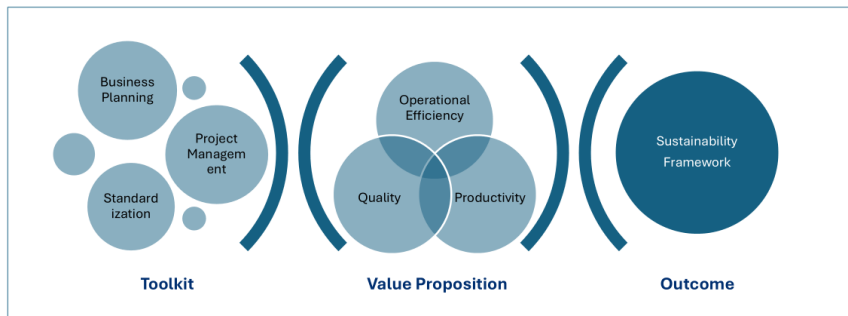 Business
Planning
Project
Managem
ent
Standard
ization
Toolkit
Operational
Efficiency
Quality
Productivity
Value Proposition
Sustainability
Framework
Outcome